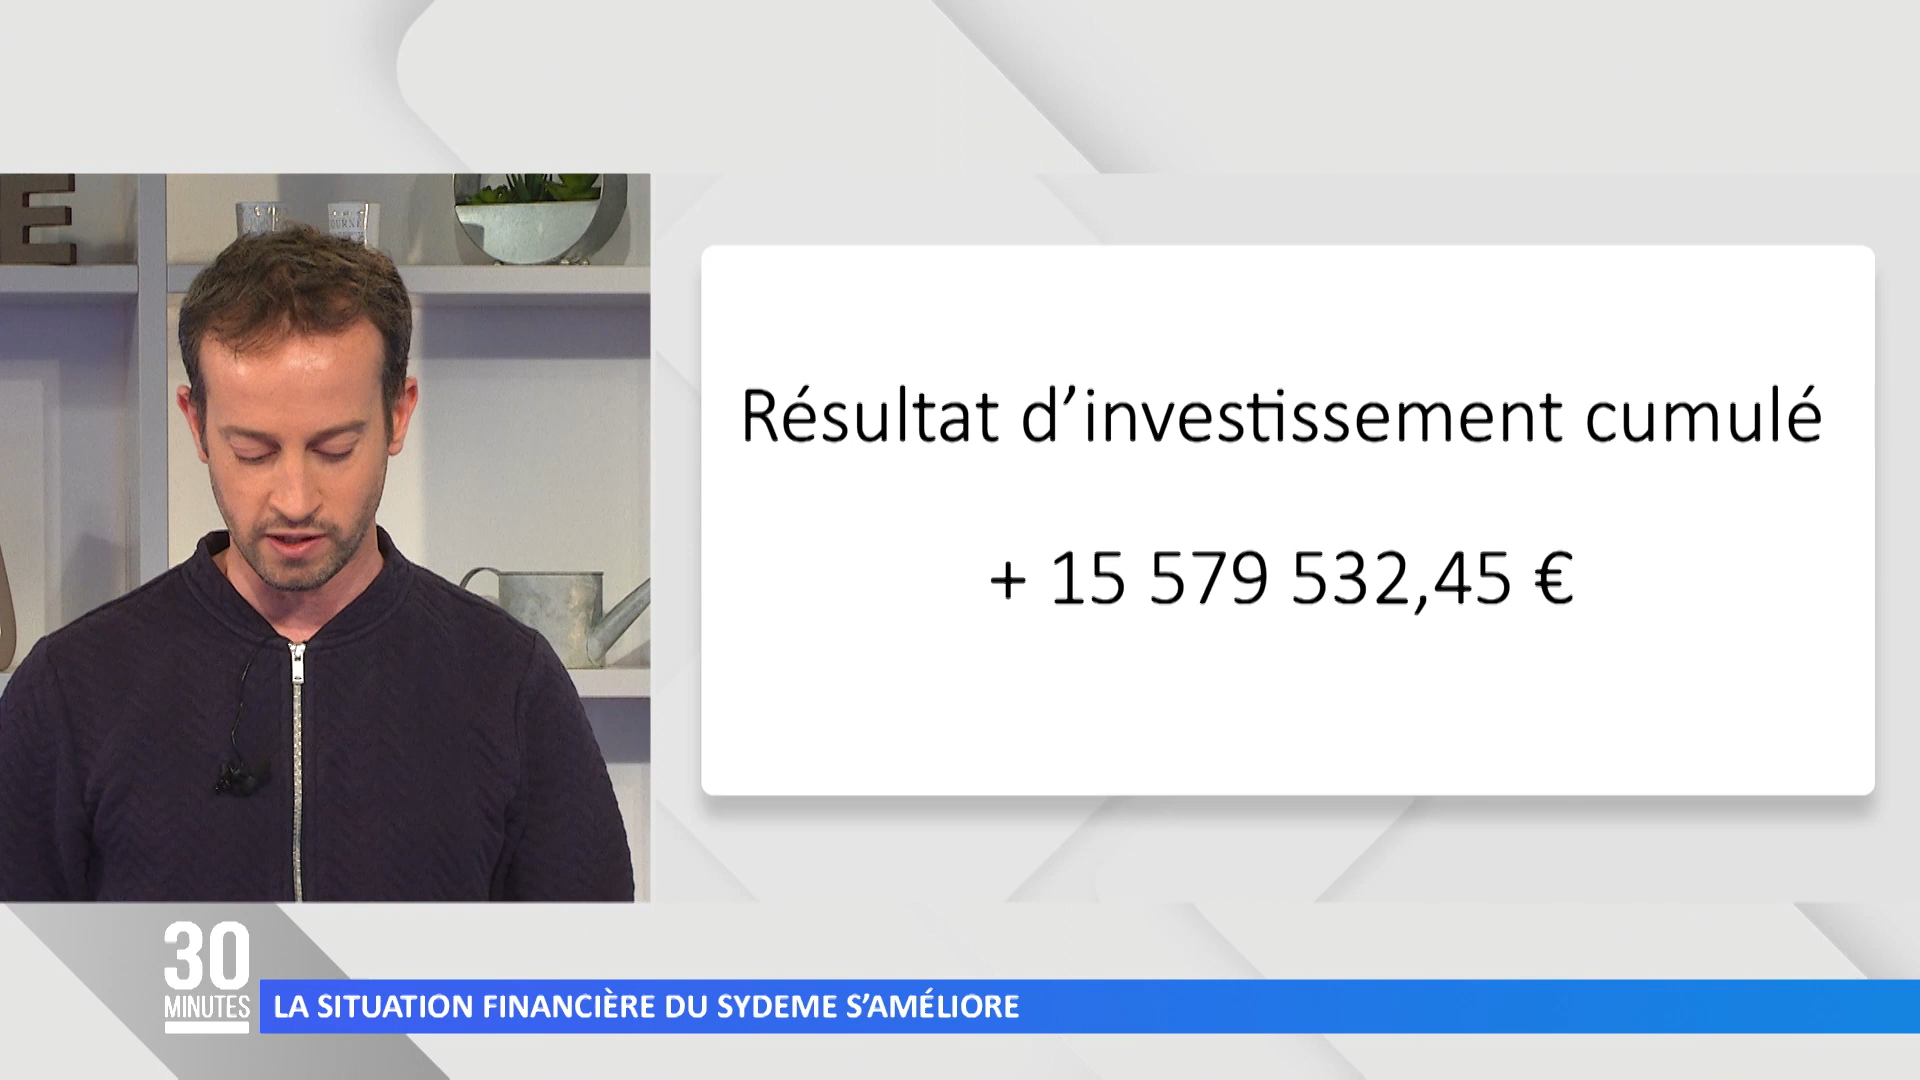 E
Résultat d’investissement cumulé
+ 15 579 532,45 €
30
MINUTES
LA SITUATION FINANCIÈRE DU SYDEME S’AMÉLIORE